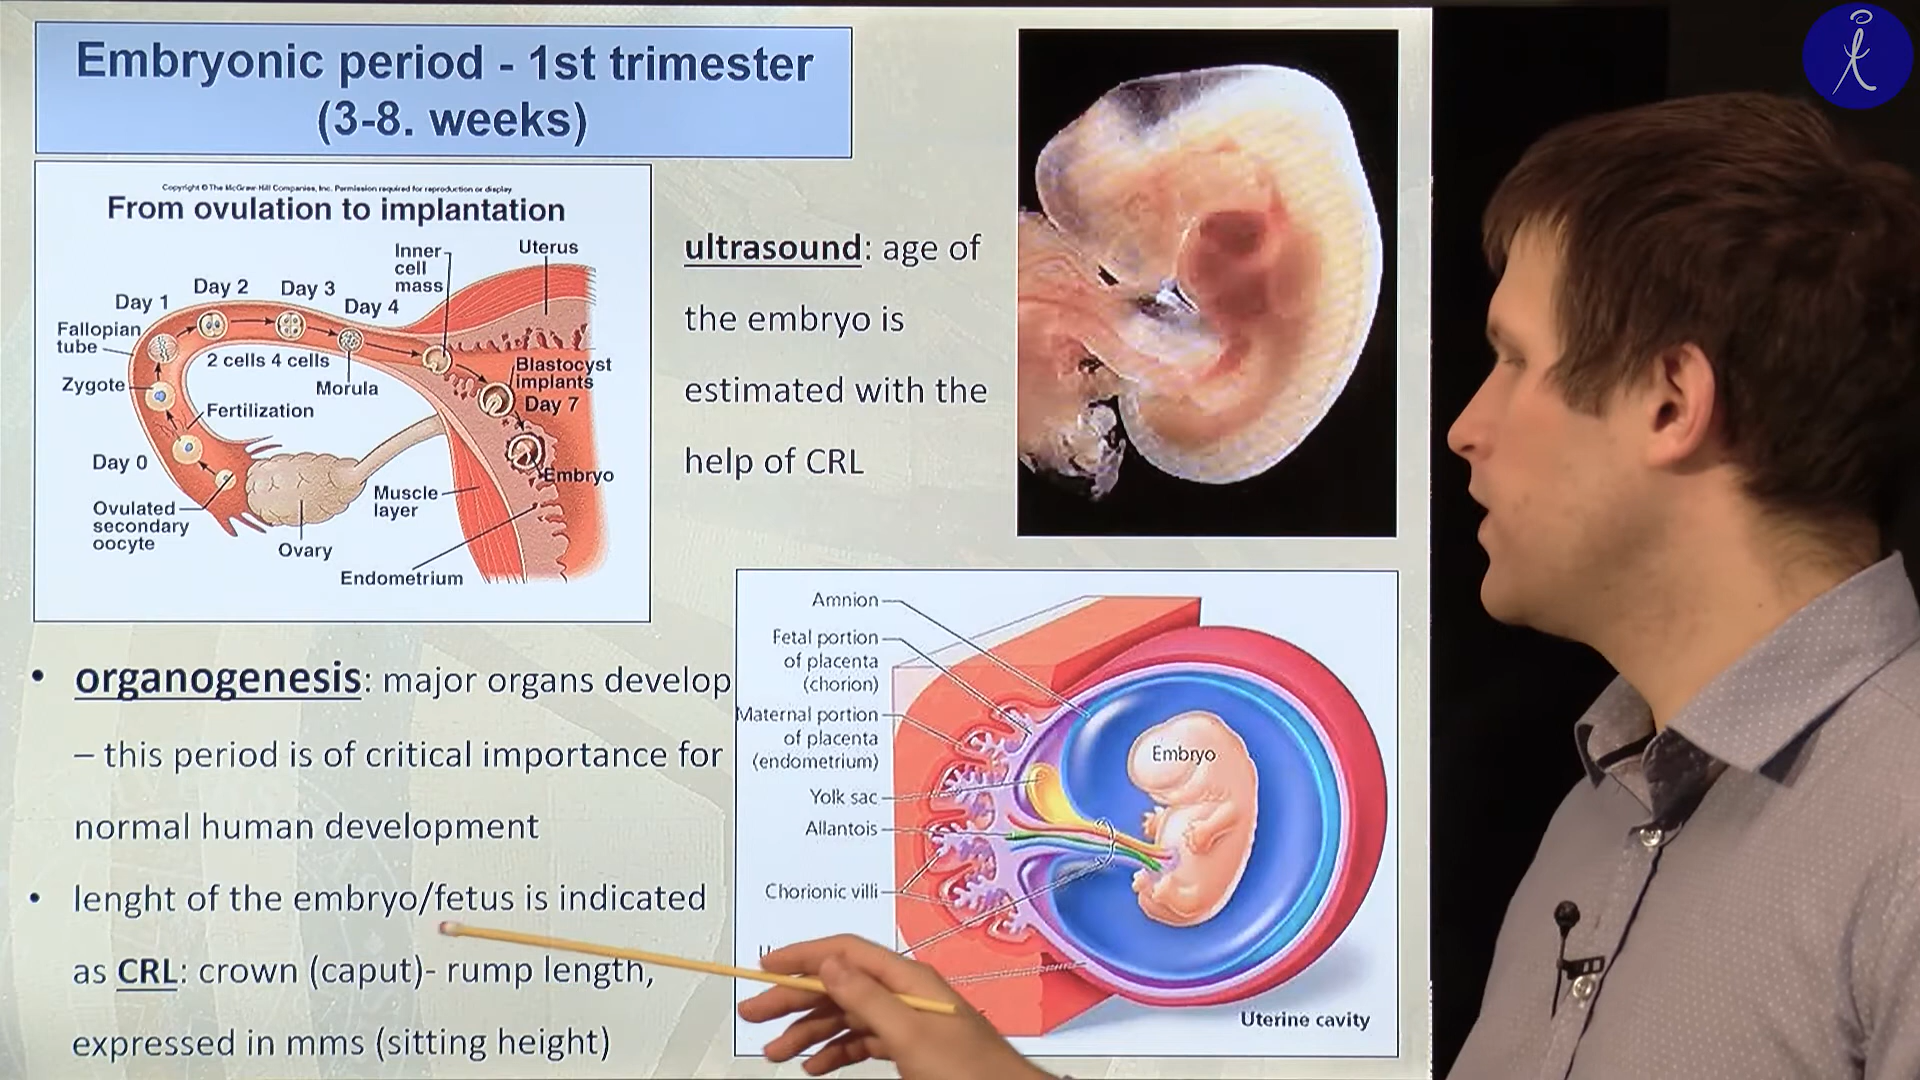 Embryonic period - 1st trimester
(3-8. weeks)
Copyright © The McGraw-Hill Companies, Inc. Permission required for reproduction or display
From ovulation to implantation
Inner
cell
mass
Uterus
Day 1
Day 2
Day 3
Day 4
Fallopian
tube
2 cells 4 cells
Morula
Zygote
Fertilization
Blastocyst
implants
Day 7
Day 0
Embryo
Ovulated
secondary
oocyte
Muscle
layer
Ovary
Endometrium
ultrasound: age of
the embryo is
estimated with the
help of CRL
• organogenesis: major organs develop
– this period is of critical importance for
normal human development
• lenght of the embryo/fetus is indicated
as CRL: crown (caput)- rump length,
expressed in mms (sitting height)
Amnion
Fetal portion
of placenta
(chorion)
Maternal portion
of placenta
(endometrium)
Yolk sac
Allantois
Chorionic villi
Embryo
Uterine cavity